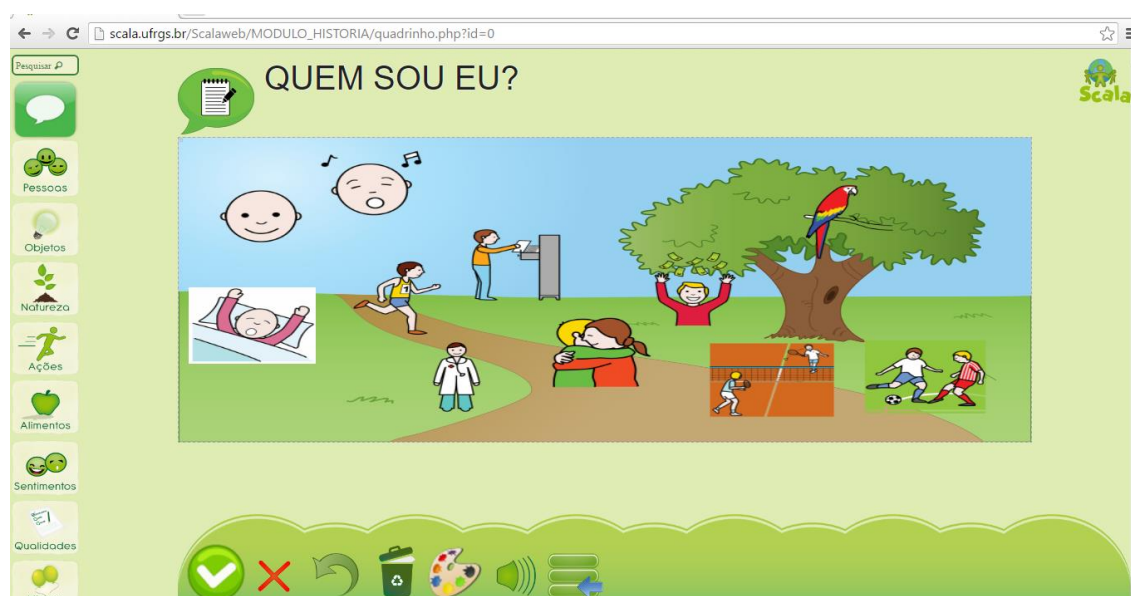 scala.ufrgs.br/Scalaweb/MODULO_HISTORIA/quadrinho.php?id=0
Pesquisar
QUEM SOU EU?
Scala
Pessoas
Objetos
Natureza
Ações
Alimentos
Sentimentos
Qualidades
1